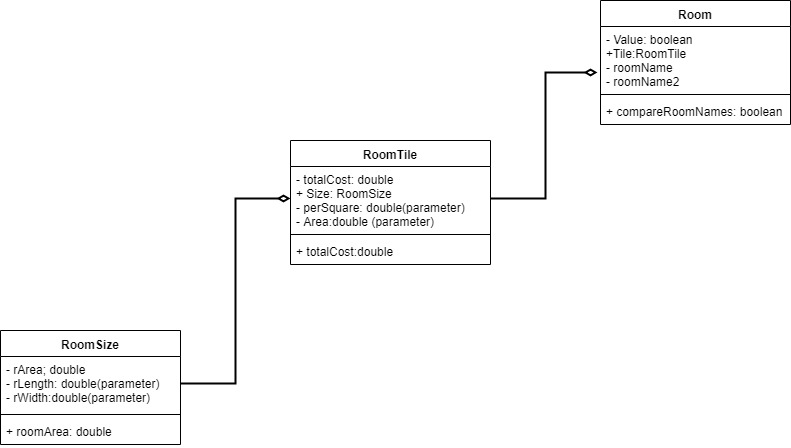 Room
- Value: boolean
+Tile:RoomTile
- roomName
- roomName2
+ compareRoomNames: boolean
RoomTile
- totalCost: double
+ Size: RoomSize
- perSquare: double(parameter)
- Area:double (parameter)
+ totalCost:double
RoomSize
- rArea; double
- rLength: double(parameter)
- rWidth:double(parameter)
+ roomArea: double